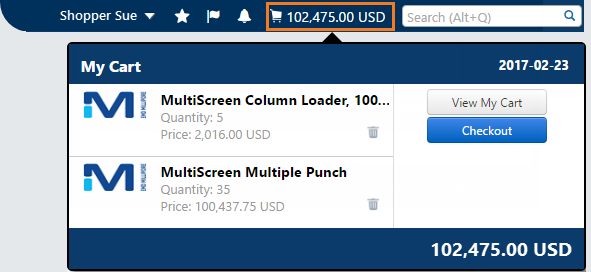 Shopper Sue
102,475.00 USD
Search (Alt+Q)
My Cart
2017-02-23
MultiScreen Column Loader, 100...
Quantity: 5
Price: 2,016.00 USD
View My Cart
Checkout
MultiScreen Multiple Punch
Quantity: 35
Price: 100,437.75 USD
102,475.00 USD